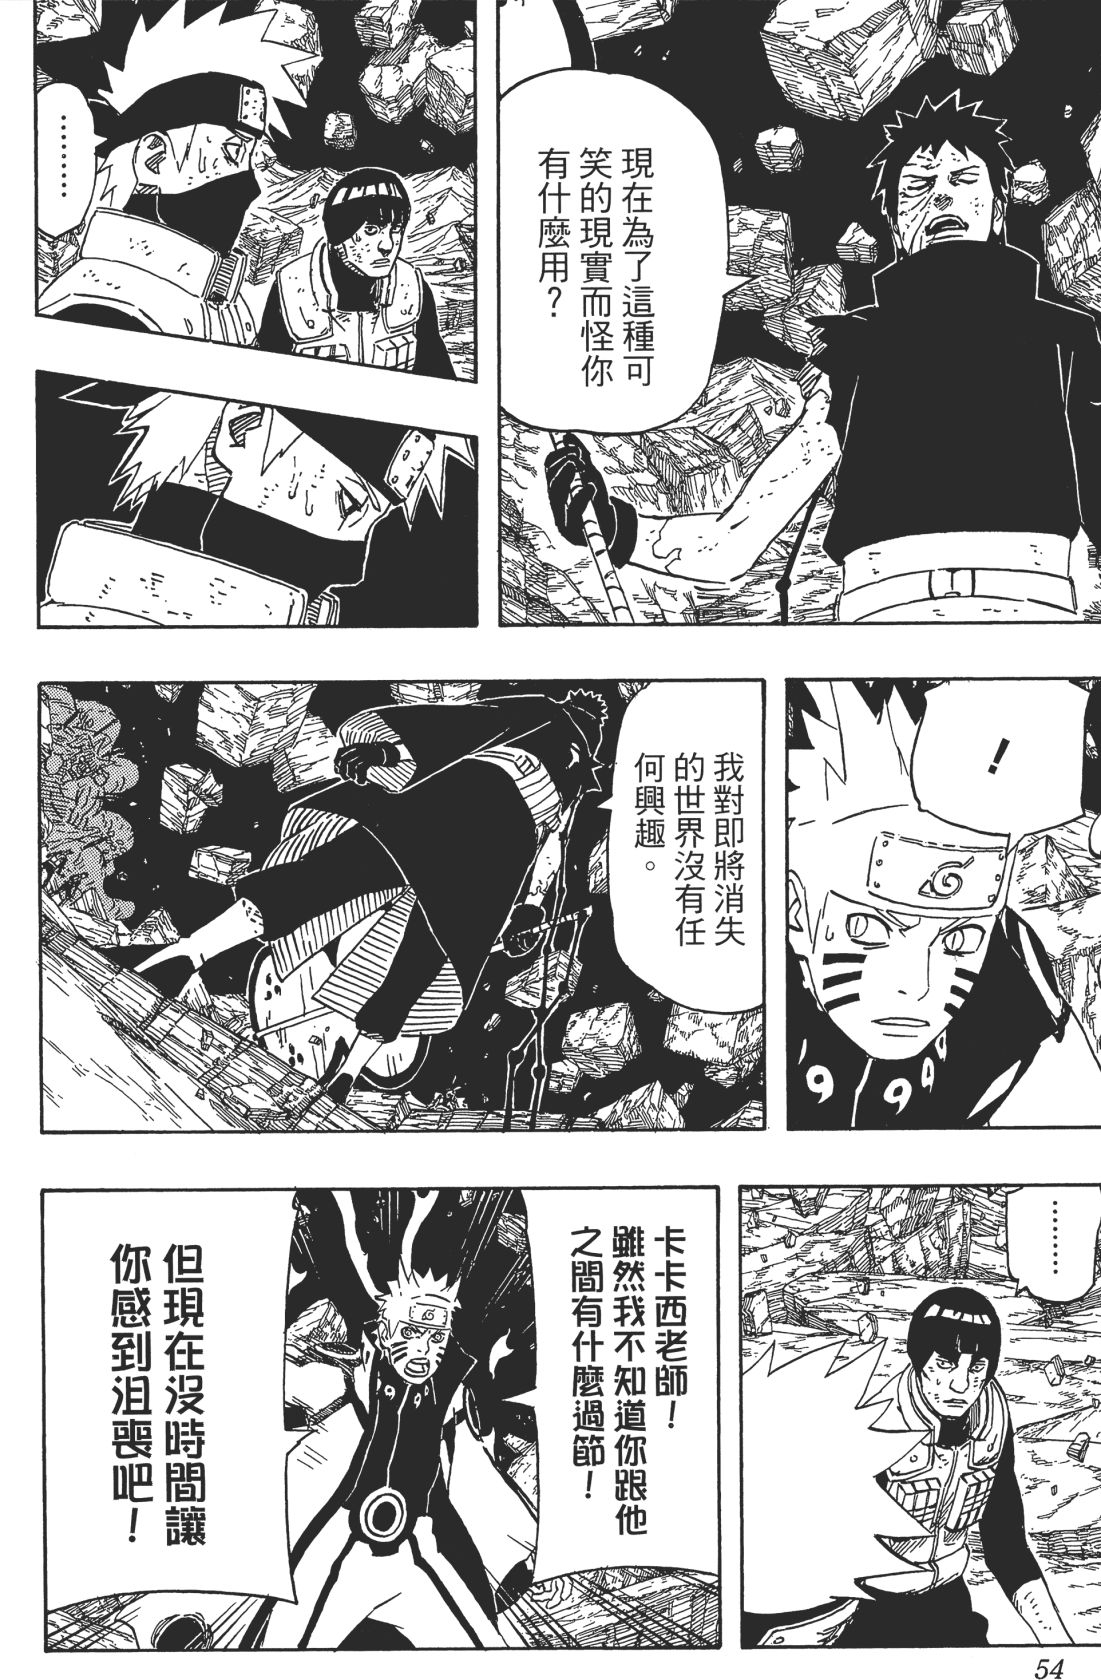 現在為了這種可
笑的現實而怪你
有什麼用?
………
!
我對即將消失
的世界沒有任
何興趣。
………
卡卡西老師!
雖然我不知道你跟他
之間有什麼過節!
但現在沒時間讓
你感到沮喪吧!
54